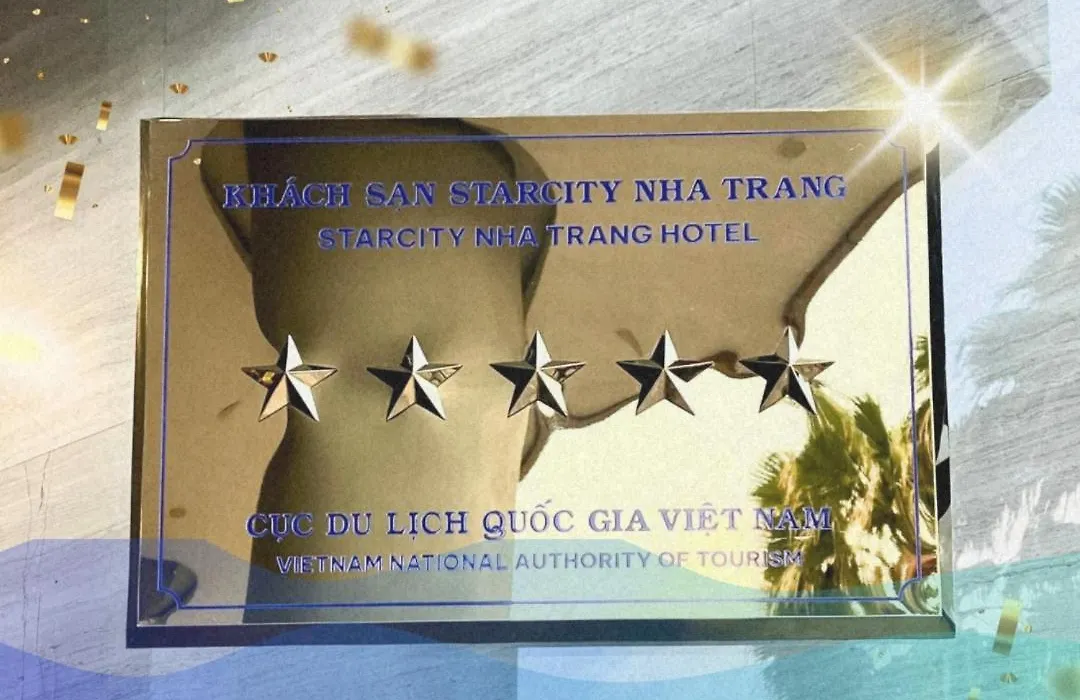 KHÁCH SẠN STARCITY NHA TRANG
STARCITY NHA TRANG HOTEL
CỤC DU LỊCH QUỐC GIA VIỆT NAM
VIETNAM NATIONAL AUTHORITY OF TOURISM